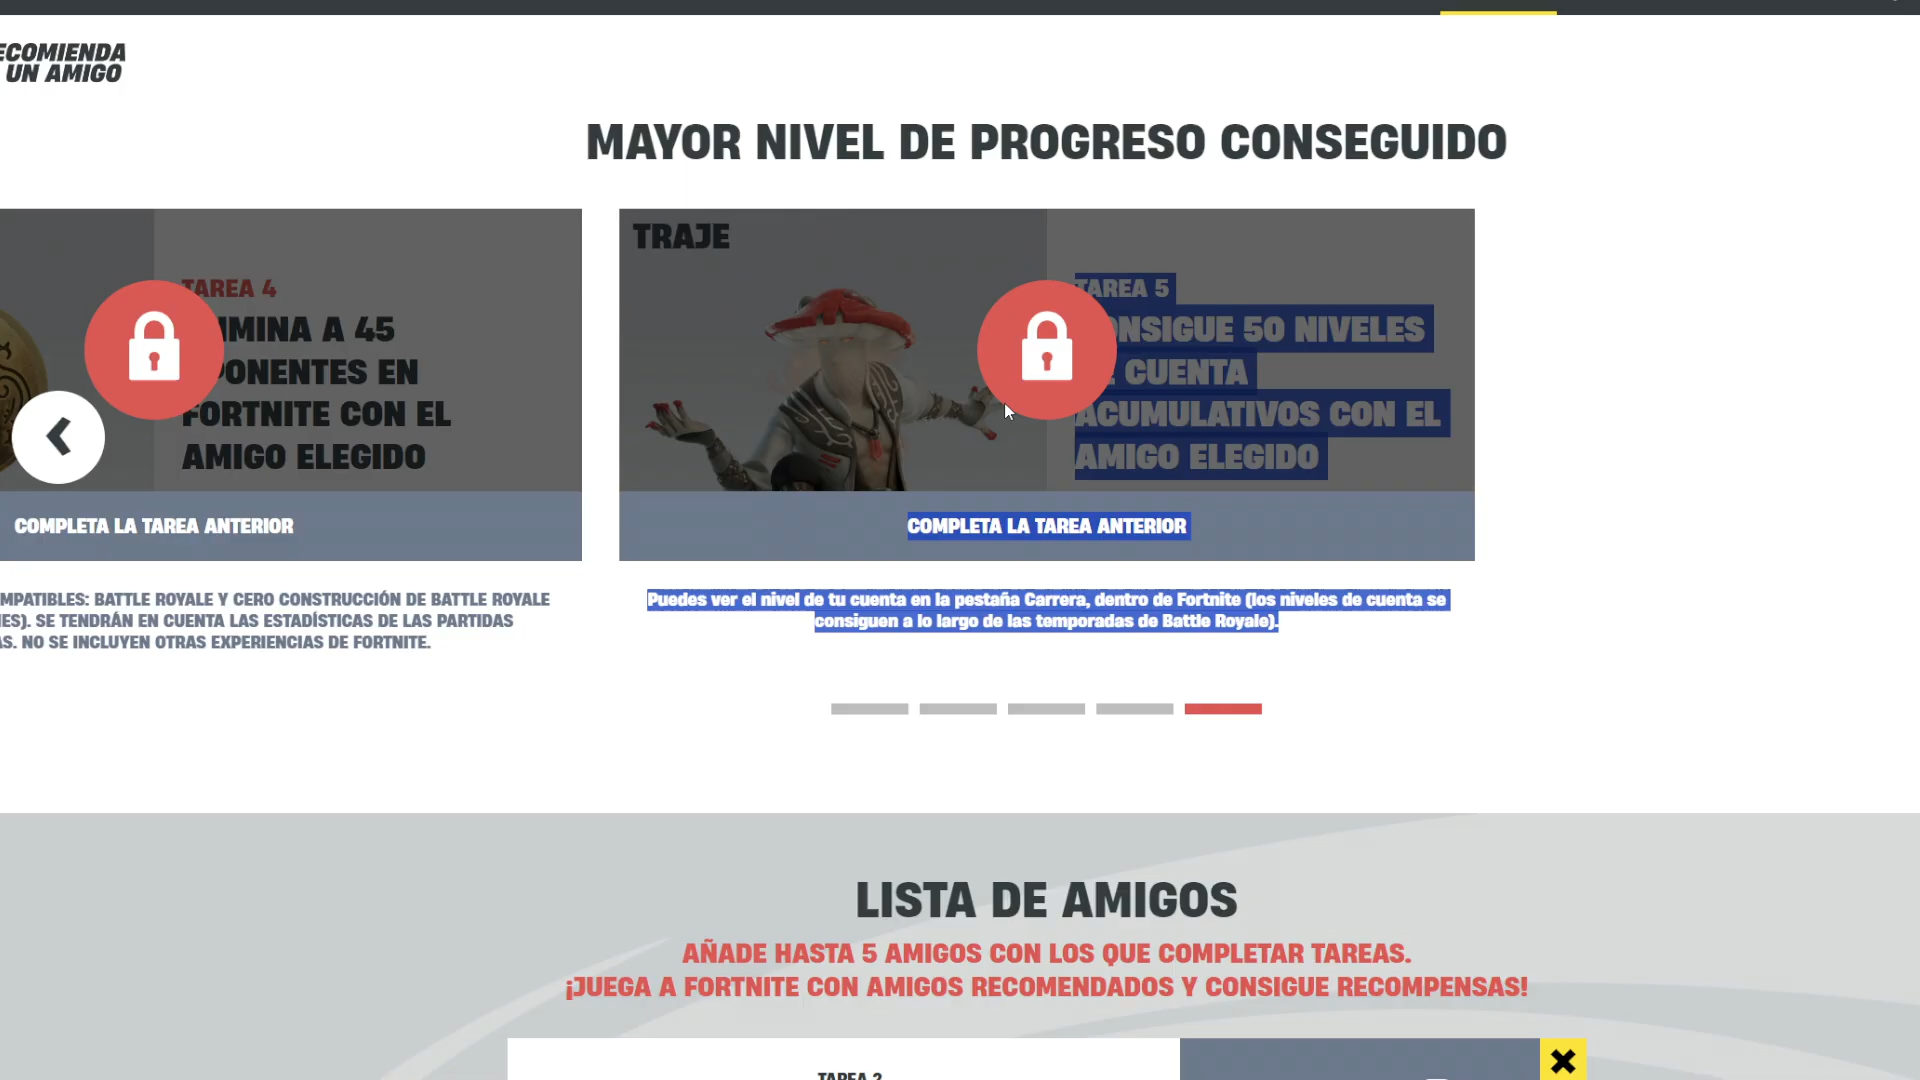 ECOMIENDA
UN AMIGO
MAYOR NIVEL DE PROGRESO CONSEGUIDO
TAREA 4
IMINA A 45
PONENTES EN
FORTNITE CON EL
AMIGO ELEGIDO
COMPLETA LA TAREA ANTERIOR
MPATIBLES: BATTLE ROYALE Y CERO CONSTRUCCIÓN DE BATTLE ROYALE
ES). SE TENDRÁN EN CUENTA LAS ESTADÍSTICAS DE LAS PARTIDAS
AS. NO SE INCLUYEN OTRAS EXPERIENCIAS DE FORTNITE.
TRAJE
TAREA 5
ONSIGUE 50 NIVELES
E CUENTA
ACUMULATIVOS CON EL
AMIGO ELEGIDO
COMPLETA LA TAREA ANTERIOR
Puedes ver el nivel de tu cuenta en la pestaña Carrera, dentro de Fortnite (los niveles de cuenta se
consiguen a lo largo de las temporadas de Battle Royale).
LISTA DE AMIGOS
AÑADE HASTA 5 AMIGOS CON LOS QUE COMPLETAR TAREAS.
¡JUEGA A FORTNITE CON AMIGOS RECOMENDADOS Y CONSIGUE RECOMPENSAS!
TAREA 2